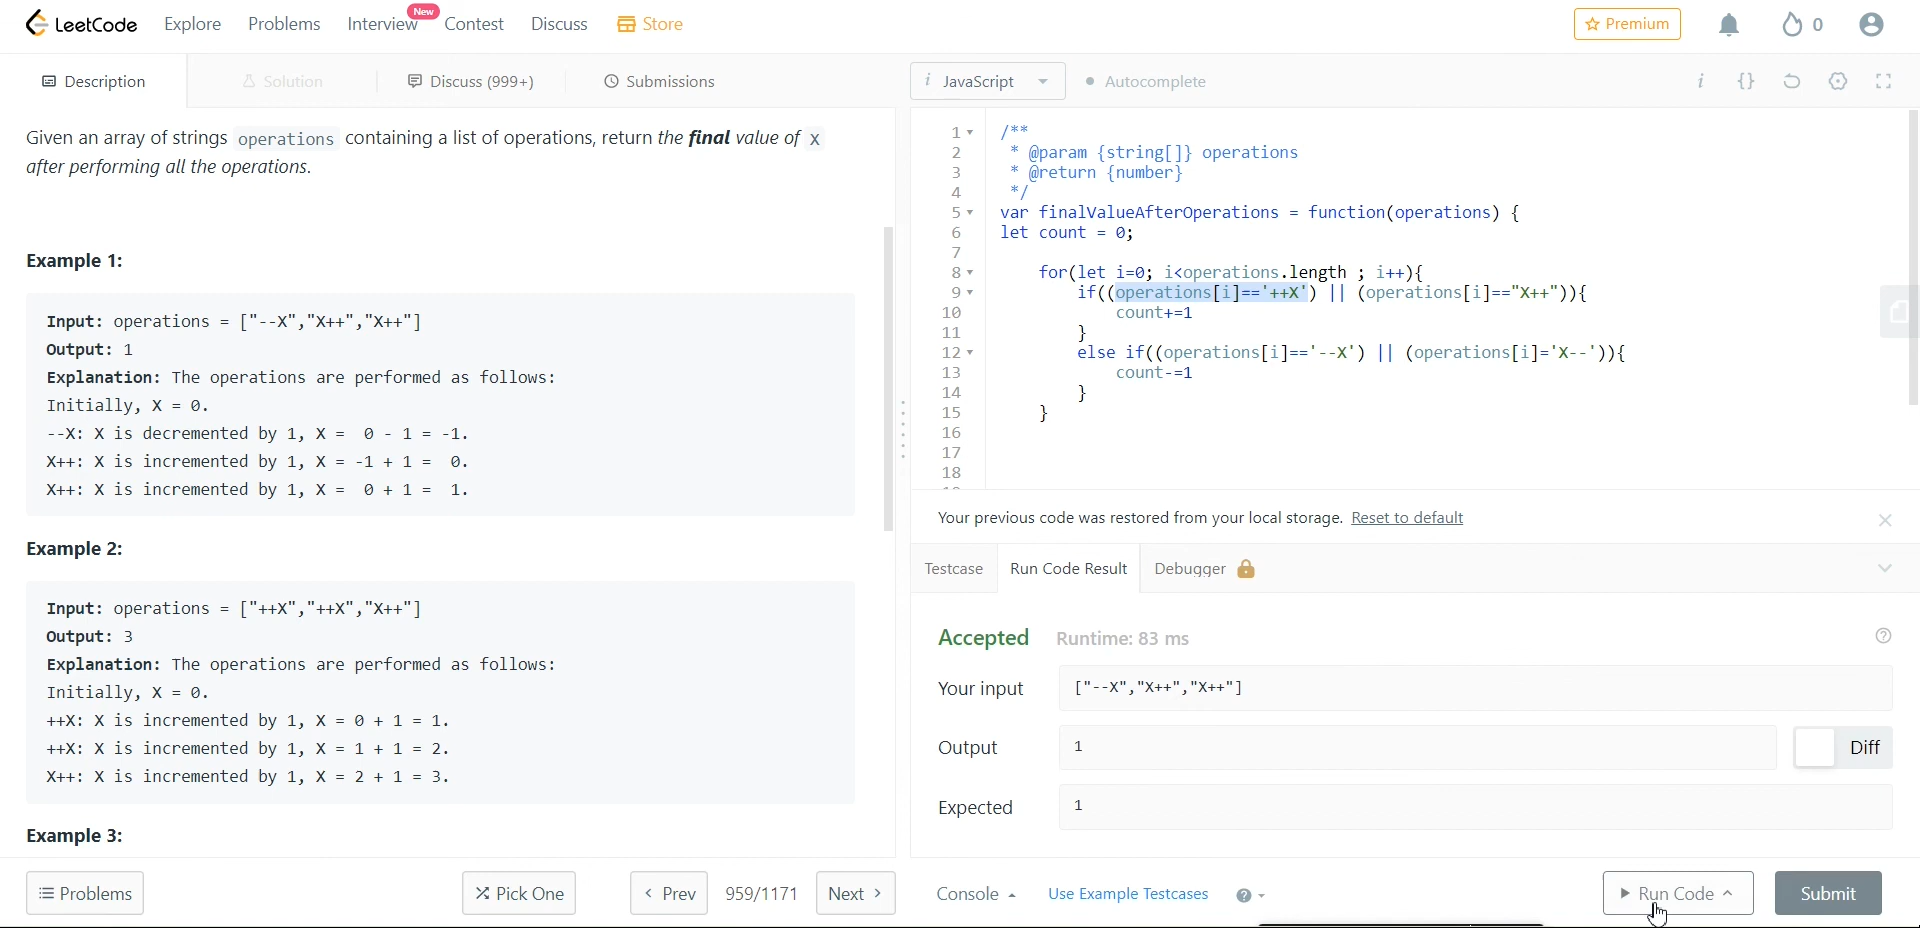 LeetCode Explore Problems Interview New Contest Discuss Store Premium 0
Description Solution Discuss (999+) Submissions
Given an array of strings operations containing a list of operations, return the final value of X
after performing all the operations.
Example 1:
Input: operations = ["--X","X++","X++"]
Output: 1
Explanation: The operations are performed as follows:
Initially, X = 0.
--X: X is decremented by 1, X =  0 - 1 = -1.
X++: X is incremented by 1, X = -1 + 1 =  0.
X++: X is incremented by 1, X =  0 + 1 =  1.
Example 2:
Input: operations = ["++X","++X","X++"]
Output: 3
Explanation: The operations are performed as follows:
Initially, X = 0.
++X: X is incremented by 1, X = 0 + 1 = 1.
++X: X is incremented by 1, X = 1 + 1 = 2.
X++: X is incremented by 1, X = 2 + 1 = 3.
Example 3:
Problems Pick One < Prev 959/1171 Next >
i JavaScript Autocomplete i {}
1 /**
2 * @param {string[]} operations
3 * @return {number}
4 */
5 var finalValueAfterOperations = function(operations) {
6 let count = 0;
7
8 for(let i=0; i<operations.length ; i++){
9 if((operations[i]=='++X') || (operations[i]=="X++")){
10 count+=1
11 }
12 else if((operations[i]=='--X') || (operations[i]='X--')){
13 count-=1
14 }
15 }
16
17
18
Your previous code was restored from your local storage. Reset to default
Testcase Run Code Result Debugger
Accepted Runtime: 83 ms
Your input ["--X","X++","X++"]
Output 1 Diff
Expected 1
Console Use Example Testcases ? Run Code Submit